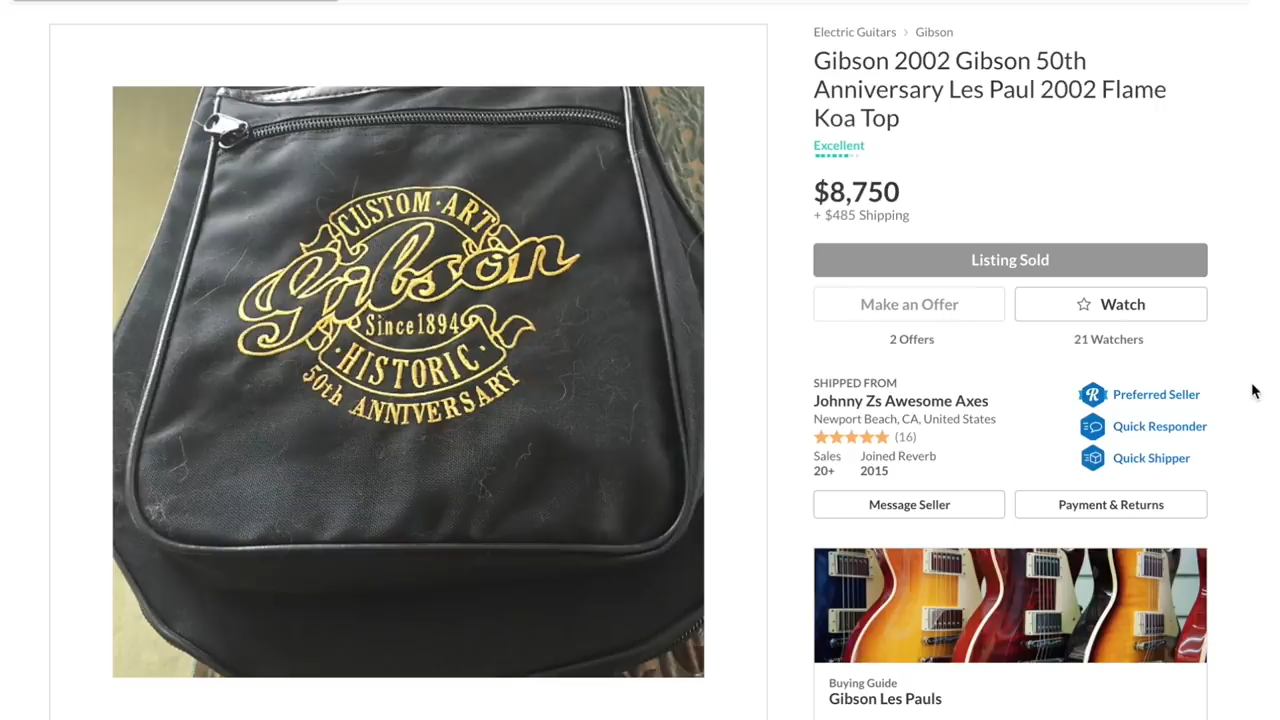 Electric Guitars > Gibson
Gibson 2002 Gibson 50th
Anniversary Les Paul 2002 Flame
Koa Top
Excellent
$8,750
+ $485 Shipping
Listing Sold
Make an Offer
Watch
2 Offers
21 Watchers
SHIPPED FROM
Johnny Zs Awesome Axes
Newport Beach, CA, United States
(16)
Sales
Joined Reverb
20+
2015
Preferred Seller
Quick Responder
Quick Shipper
Message Seller
Payment & Returns
Buying Guide
Gibson Les Pauls
CUSTOM·ART
Gibson
Since 1894
·HISTORIC·
50th ANNIVERSARY